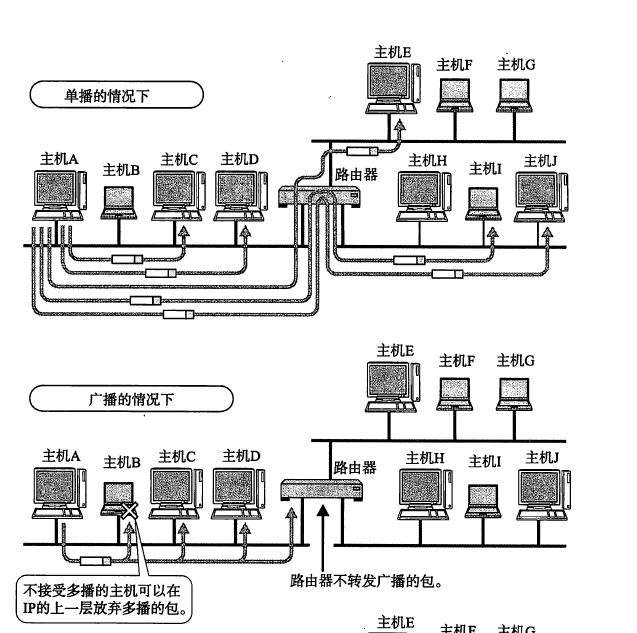 单播的情况下
主机E
主机F
主机G
主机A
主机B
主机C
主机D
路由器
主机H
主机I
主机J
广播的情况下
主机E
主机F
主机G
主机A
主机B
主机C
主机D
路由器
主机H
主机I
主机J
不接受多播的主机可以在
IP的上一层放弃多播的包。
路由器不转发广播的包。
主机E
主机F
主机G